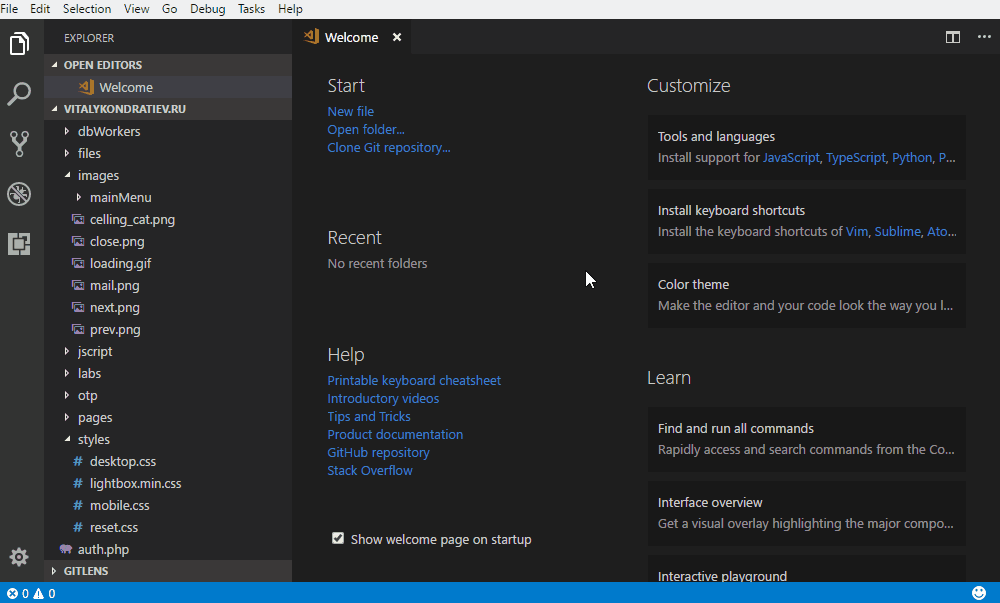 File Edit Selection View Go Debug Tasks Help
EXPLORER
OPEN EDITORS
Welcome
VITALYKONDRATIEV.RU
dbWorkers
files
images
mainMenu
celling_cat.png
close.png
loading.gif
mail.png
next.png
prev.png
jscript
labs
otp
pages
styles
# desktop.css
# lightbox.min.css
# mobile.css
# reset.css
auth.php
GITLENS
Welcome
Start
New file
Open folder...
Clone Git repository...
Recent
No recent folders
Help
Printable keyboard cheatsheet
Introductory videos
Tips and Tricks
Product documentation
GitHub repository
Stack Overflow
Show welcome page on startup
Customize
Tools and languages
Install support for JavaScript, TypeScript, Python, P...
Install keyboard shortcuts
Install the keyboard shortcuts of Vim, Sublime, Ato...
Color theme
Make the editor and your code look the way you l...
Learn
Find and run all commands
Rapidly access and search commands from the Co...
Interface overview
Get a visual overlay highlighting the major compo...
Interactive playground
0 0